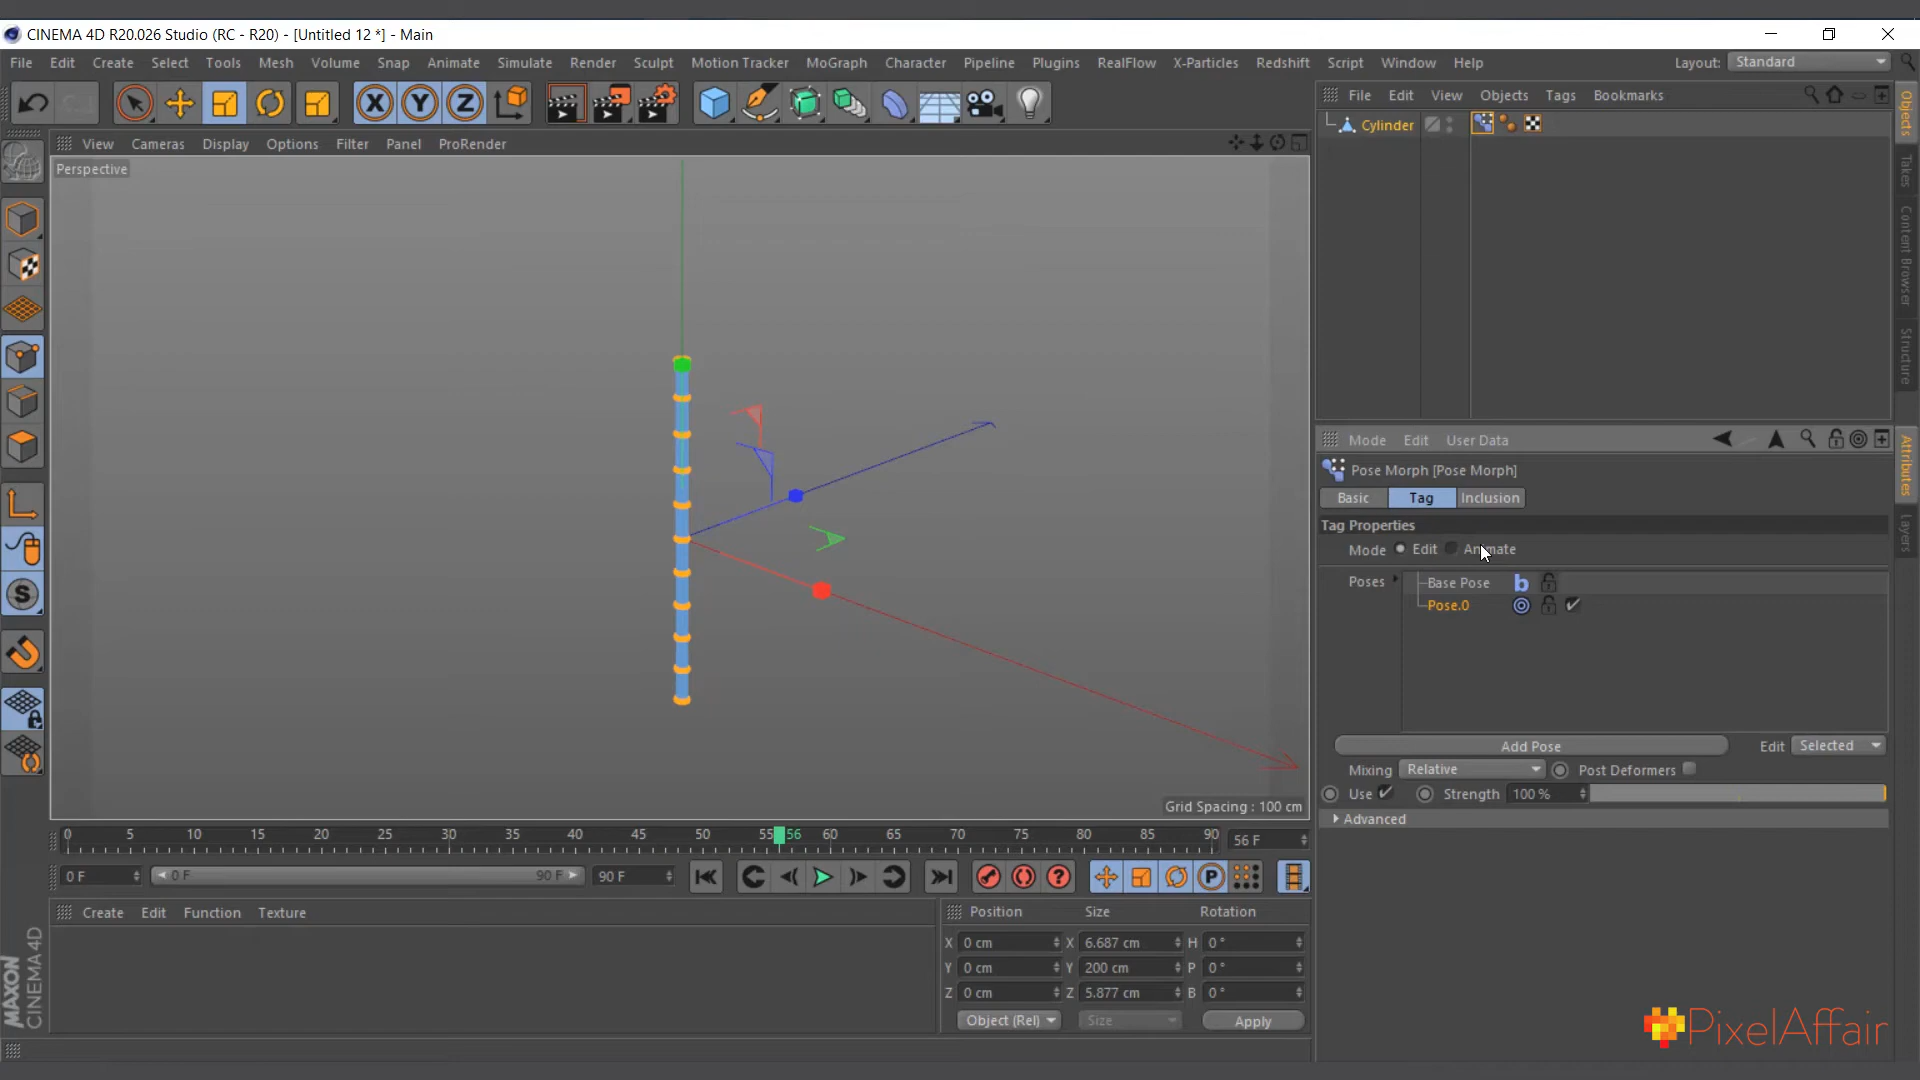 CINEMA 4D R20.026 Studio (RC - R20) - [Untitled 12 *] - Main
File Edit Create Select Tools Mesh Volume Snap Animate Simulate Render Sculpt Motion Tracker MoGraph Character Pipeline Plugins RealFlow X-Particles Redshift Script Window Help Layout: Standard
X Y Z
File Edit View Objects Tags Bookmarks
Cylinder
Objects
Takes
Content Browser
Structure
View Cameras Display Options Filter Panel ProRender
Perspective
Grid Spacing : 100 cm
Mode Edit User Data
Pose Morph [Pose Morph]
Basic Tag Inclusion
Tag Properties
Mode Edit Animate
Poses Base Pose b
Pose.0
Add Pose Edit Selected
Mixing Relative Post Deformers
Use Strength 100 %
Advanced
Attributes
Layers
S
0 5 10 15 20 25 30 35 40 45 50 55 56 60 65 70 75 80 85 90 56 F
0 F 0 F 90 F 90 F
? P
Create Edit Function Texture
Position Size Rotation
X 0 cm X 6.687 cm H 0 °
Y 0 cm Y 200 cm P 0 °
Z 0 cm Z 5.877 cm B 0 °
Object (Rel) Size Apply
MAXON
CINEMA 4D
PixelAffair